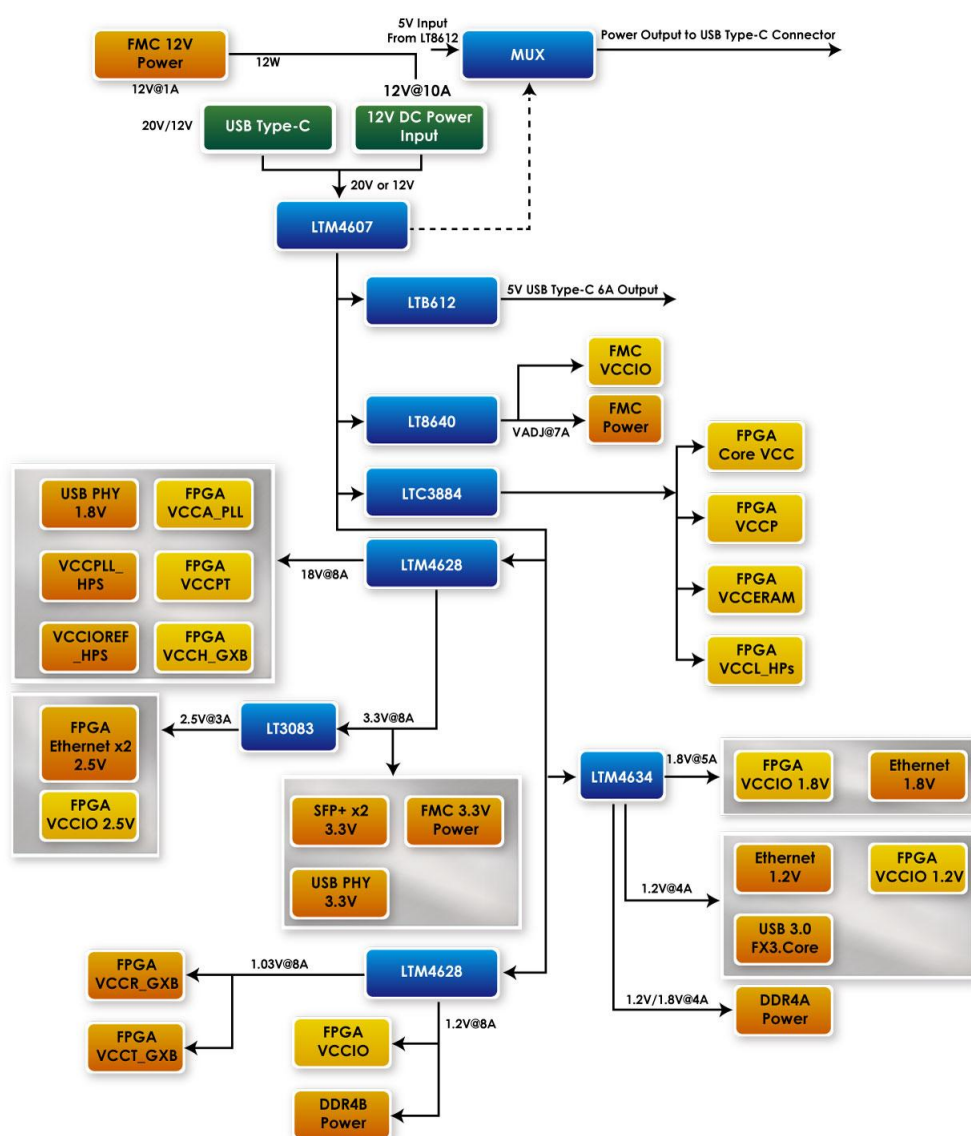 5V Input
From LT8612
MUX
Power Output to USB Type-C Connector
FMC 12V
Power
12W
12V@1A
12V@10A
20V/12V
USB Type-C
12V DC Power
Input
20V or 12V
LTM4607
LTB612
5V USB Type-C 6A Output
FMC
VCCIO
LT8640
VADJ@7A
FMC
Power
FPGA
Core VCC
LTC3884
USB PHY
1.8V
FPGA
VCCA_PLL
FPGA
VCCP
LTM4628
18V@8A
VCCPLL_
HPS
FPGA
VCCPT
FPGA
VCCERAM
VCCIOREF
_HPS
FPGA
VCCH_GXB
FPGA
VCCL_HPs
2.5V@3A
LT3083
3.3V@8A
FPGA
Ethernet x2
2.5V
FPGA
VCCIO 2.5V
LTM4634
1.8V@5A
FPGA
VCCIO 1.8V
Ethernet
1.8V
SFP+ x2
3.3V
FMC 3.3V
Power
USB PHY
3.3V
1.2V@4A
Ethernet
1.2V
FPGA
VCCIO 1.2V
USB 3.0
FX3.Core
FPGA
VCCR_GXB
1.03V@8A
LTM4628
1.2V/1.8V@4A
DDR4A
Power
1.2V@8A
FPGA
VCCT_GXB
FPGA
VCCIO
DDR4B
Power